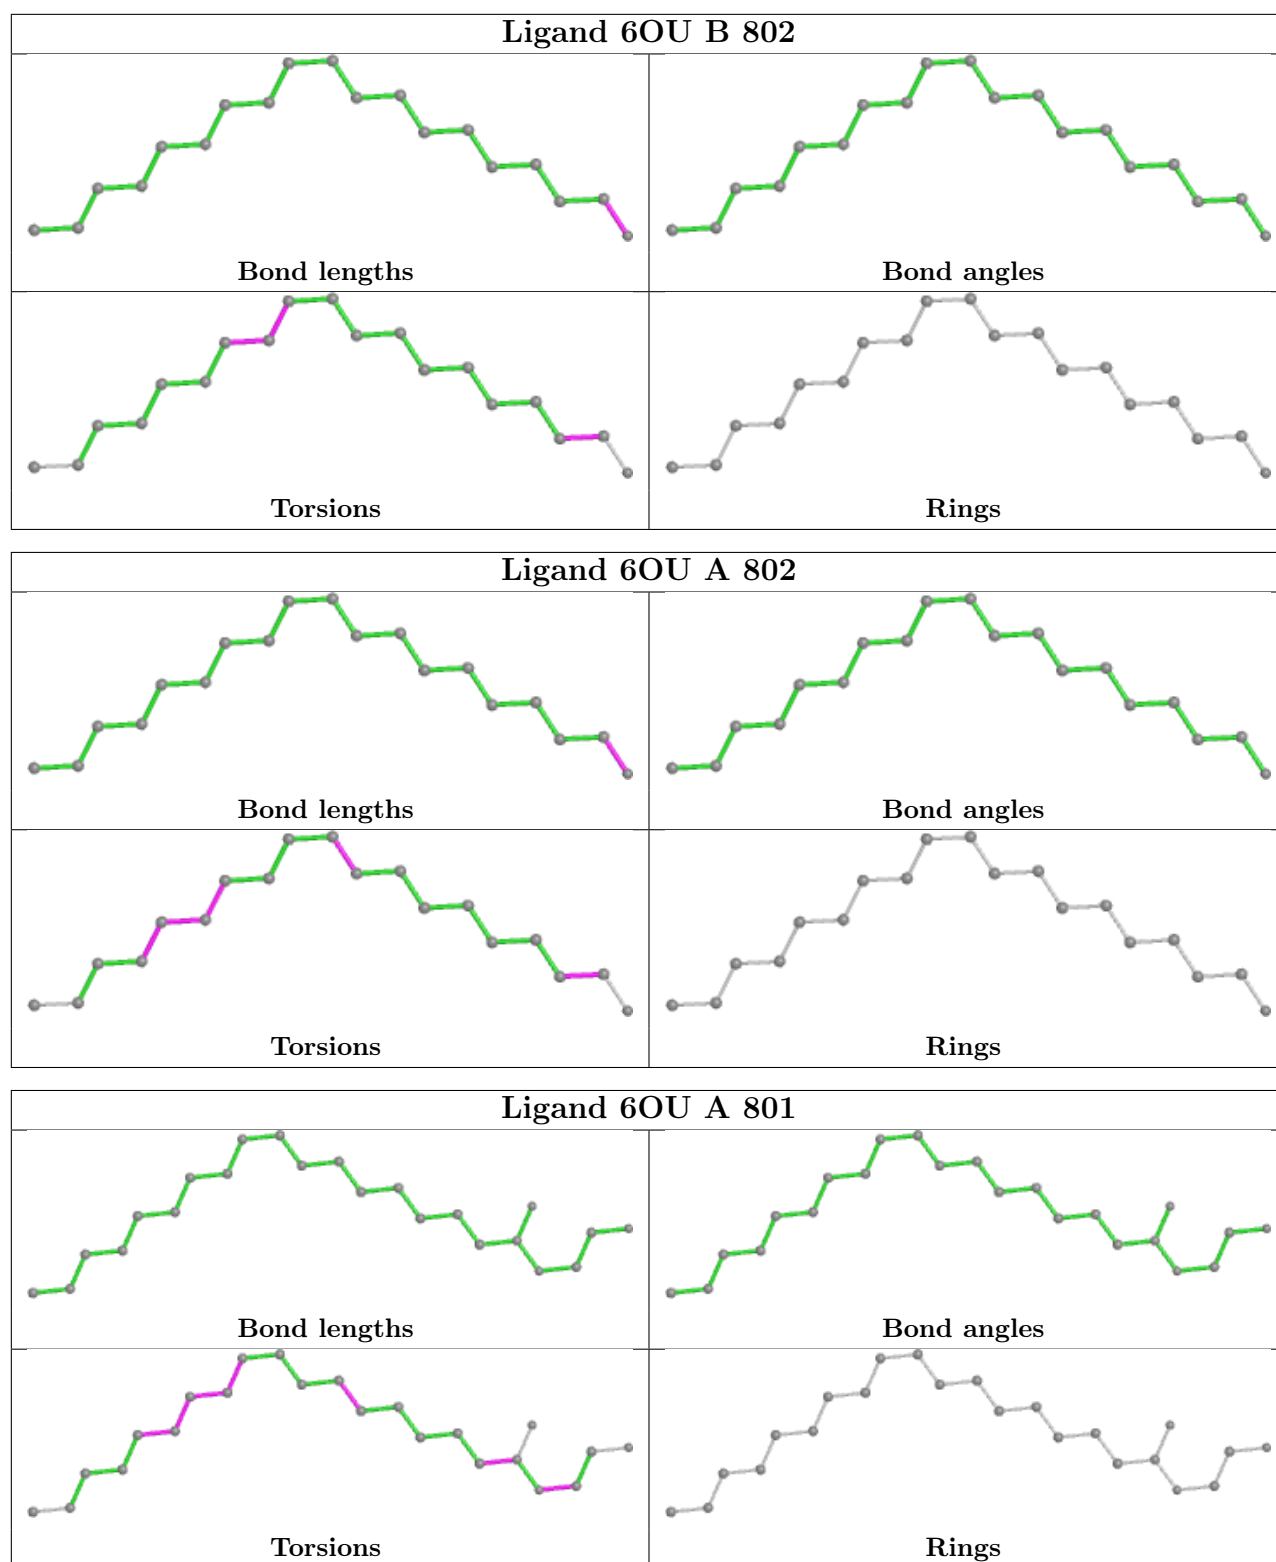 Ligand 6OU B 802
Bond lengths
Bond angles
Torsions
Rings
Ligand 6OU A 802
Bond lengths
Bond angles
Torsions
Rings
Ligand 6OU A 801
Bond lengths
Bond angles
Torsions
Rings